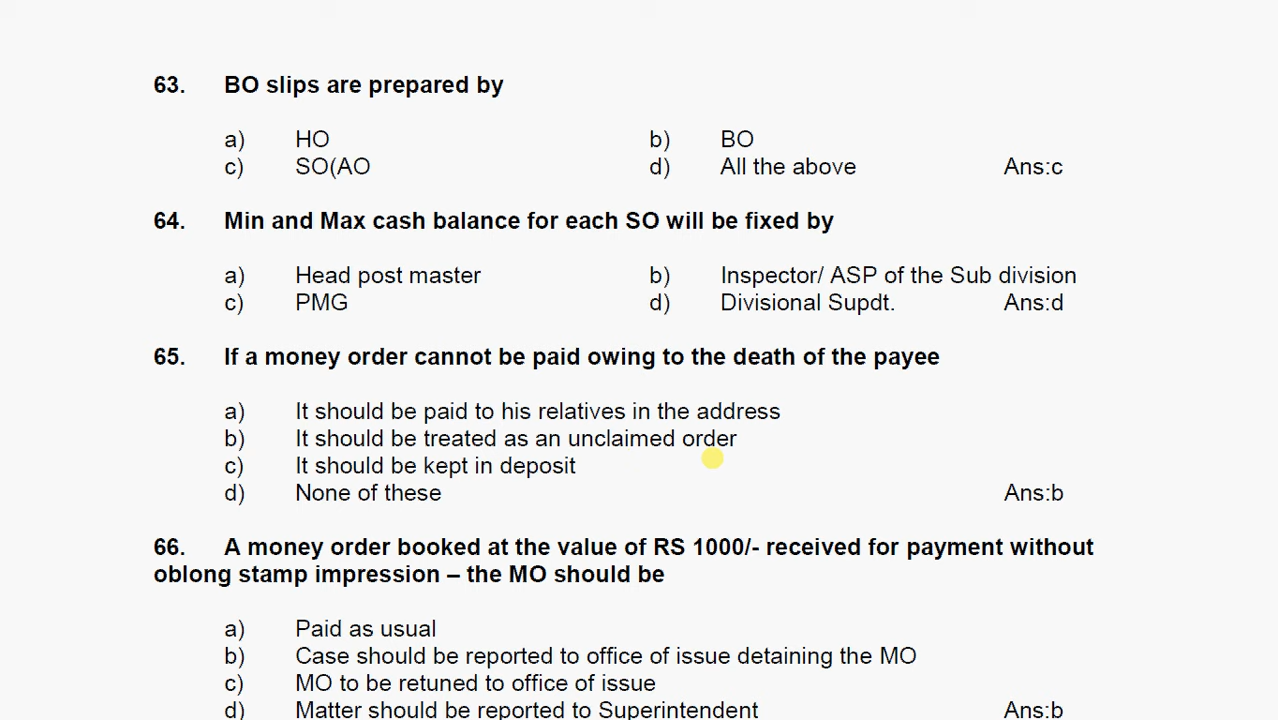 63. BO slips are prepared by
a) HO b) BO
c) SO(AO d) All the above Ans:c
64. Min and Max cash balance for each SO will be fixed by
a) Head post master b) Inspector/ ASP of the Sub division
c) PMG d) Divisional Supdt. Ans:d
65. If a money order cannot be paid owing to the death of the payee
a) It should be paid to his relatives in the address
b) It should be treated as an unclaimed order
c) It should be kept in deposit
d) None of these Ans:b
66. A money order booked at the value of RS 1000/- received for payment without
oblong stamp impression – the MO should be
a) Paid as usual
b) Case should be reported to office of issue detaining the MO
c) MO to be retuned to office of issue
d) Matter should be reported to Superintendent Ans:b